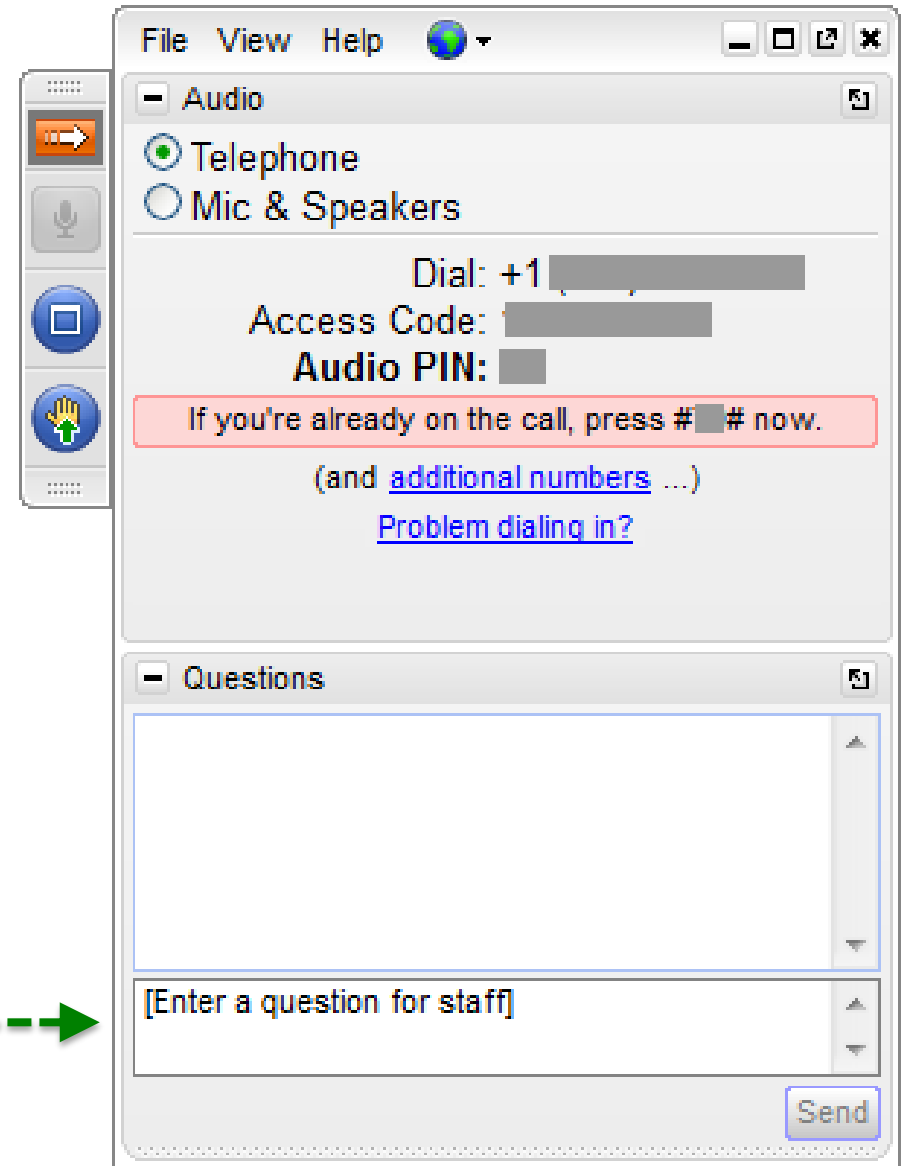 File View Help
Audio
Telephone
Mic & Speakers
Dial: +1
Access Code:
Audio PIN:
If you're already on the call, press # # now.
(and additional numbers ...)
Problem dialing in?
Questions
[Enter a question for staff]
Send